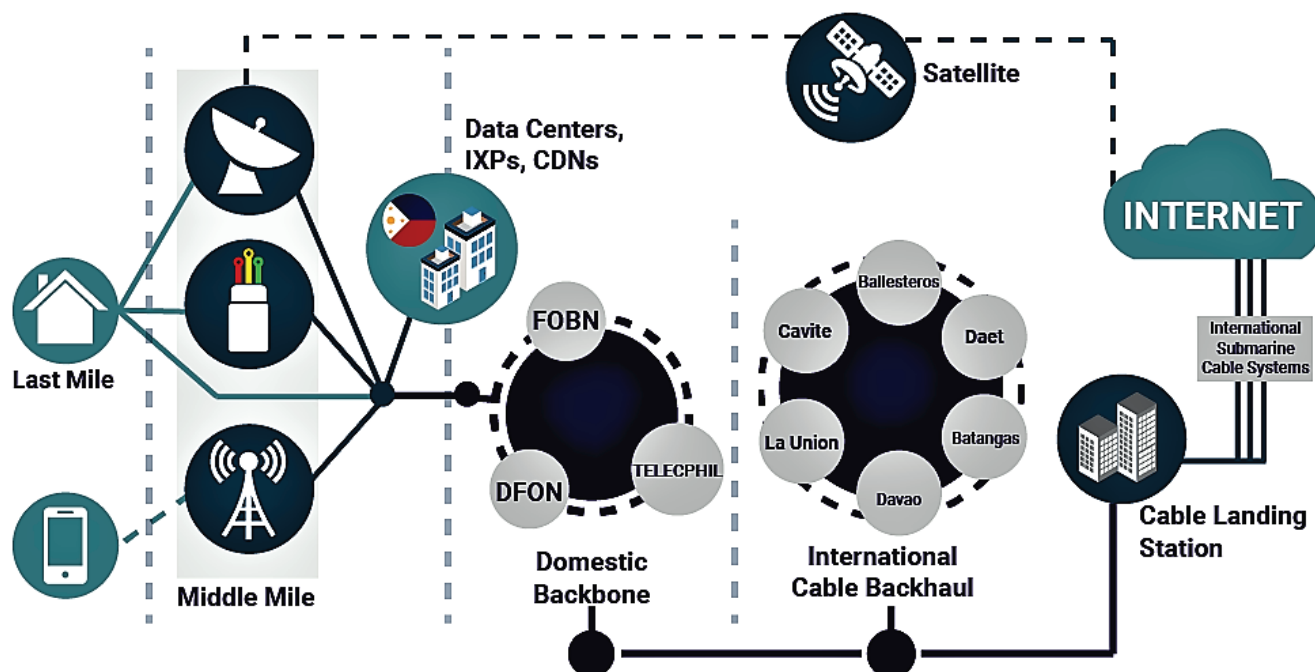 Satellite
Data Centers,
IXPs, CDNs
INTERNET
International
Submarine
Cable Systems
Last Mile
Middle Mile
FOBN
DFON
TELECPHIL
Domestic
Backbone
Ballesteros
Cavite
Daet
La Union
Batangas
Davao
International
Cable Backhaul
Cable Landing
Station